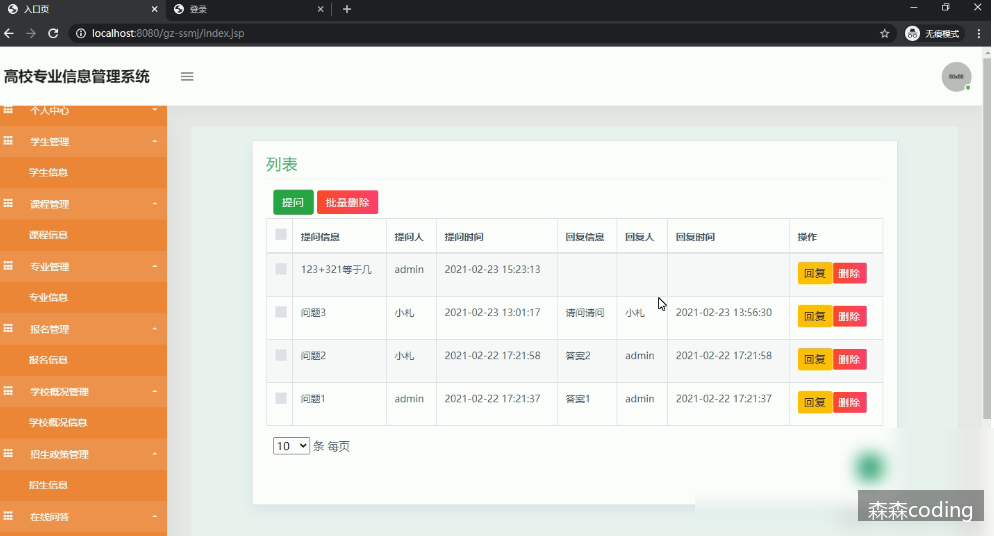 入口页
登录
localhost:8080/gz-ssmj/index.jsp
无痕模式
高校专业信息管理系统
80x80
个人中心
学生管理
学生信息
课程管理
课程信息
专业管理
专业信息
报名管理
报名信息
学校概况管理
学校概况信息
招生政策管理
招生信息
在线问答
列表
提问 批量删除
提问信息 提问人 提问时间 回复信息 回复人 回复时间 操作
123+321等于几 admin 2021-02-23 15:23:13 回复 删除
问题3 小札 2021-02-23 13:01:17 请问请问 小札 2021-02-23 13:56:30 回复 删除
问题2 小札 2021-02-22 17:21:58 答案2 admin 2021-02-22 17:21:58 回复 删除
问题1 admin 2021-02-22 17:21:37 答案1 admin 2021-02-22 17:21:37 回复 删除
10 条 每页
森森coding